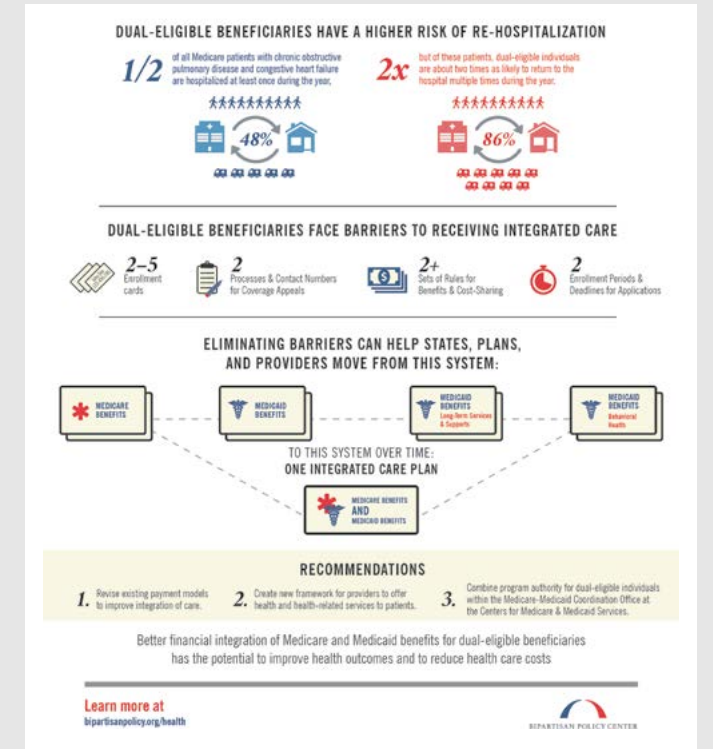 DUAL-ELIGIBLE BENEFICIARIES HAVE A HIGHER RISK OF RE-HOSPITALIZATION
1/2
of all Medicare patients with chronic obstructive
pulmonary disease and congestive heart failure
are hospitalized at least once during the year,
2x
but of these patients, dual-eligible individuals
are about two times as likely to return to the
hospital multiple times during the year.
48%
86%
DUAL-ELIGIBLE BENEFICIARIES FACE BARRIERS TO RECEIVING INTEGRATED CARE
2–5
Enrollment
cards
2
Processes & Contact Numbers
for Coverage Appeals
2+
Sets of Rules for
Benefits & Cost-Sharing
2
Enrollment Periods &
Deadlines for Applications
ELIMINATING BARRIERS CAN HELP STATES, PLANS,
AND PROVIDERS MOVE FROM THIS SYSTEM:
MEDICARE
BENEFITS
MEDICAID
BENEFITS
MEDICAID
BENEFITS
Long-Term Services
& Supports
MEDICAID
BENEFITS
Behavioral
Health
TO THIS SYSTEM OVER TIME:
ONE INTEGRATED CARE PLAN
MEDICARE BENEFITS
AND
MEDICAID BENEFITS
RECOMMENDATIONS
1. Revise existing payment models
to improve integration of care.
2. Create new framework for providers to offer
health and health-related services to patients.
3. Combine program authority for dual-eligible individuals
within the Medicare-Medicaid Coordination Office at
the Centers for Medicare & Medicaid Services.
Better financial integration of Medicare and Medicaid benefits for dual-eligible beneficiaries
has the potential to improve health outcomes and to reduce health care costs
Learn more at
bipartisanpolicy.org/health
BIPARTISAN POLICY CENTER